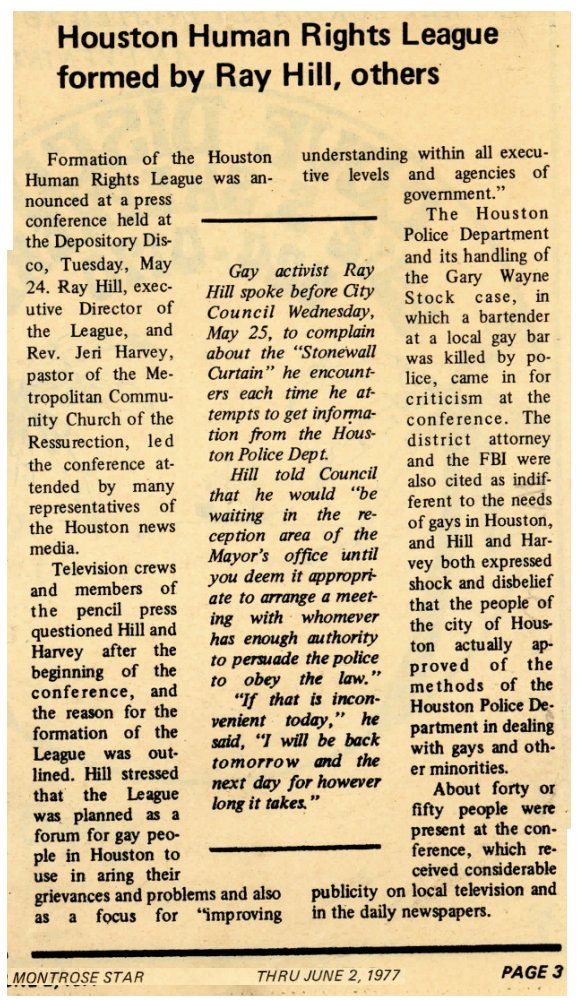 Houston Human Rights League
formed by Ray Hill, others
Formation of the Houston
Human Rights League was an-
nounced at a press
conference held at
the Depository Dis-
co, Tuesday, May
24. Ray Hill, exec-
utive Director of
the League, and
Rev. Jeri Harvey,
pastor of the Me-
tropolitan Commu-
nity Church of the
Ressurection, led
the conference at-
tended by many
representatives of
the Houston news
media.
Television crews
and members of
the pencil press
questioned Hill and
Harvey after the
beginning of the
conference, and
the reason for the
formation of the
League was out-
lined. Hill stressed
that the League
was planned as a
forum for gay peo-
ple in Houston to
use in aring their
grievances and problems and also
as a focus for "improving
understanding within all execu-
tive levels and agencies of
government."
The Houston
Police Department
and its handling of
the Gary Wayne
Stock case, in
which a bartender
at a local gay bar
was killed by po-
lice, came in for
criticism at the
conference. The
district attorney
and the FBI were
also cited as indif-
ferent to the needs
of gays in Houston,
and Hill and Har-
vey both expressed
shock and disbelief
that the people of
the city of Hous-
ton actually ap-
proved of the
methods of the
Houston Police De-
partment in dealing
with gays and oth-
er minorities.
About forty or
fifty people were
present at the con-
ference, which re-
ceived considerable
publicity on local television and
in the daily newspapers.
Gay activist Ray
Hill spoke before City
Council Wednesday,
May 25, to complain
about the "Stonewall
Curtain" he encount-
ers each time he at-
tempts to get informa-
tion from the Hous-
ton Police Dept.
Hill told Council
that he would "be
waiting in the re-
ception area of the
Mayor's office until
you deem it appropri-
ate to arrange a meet-
ing with whomever
has enough authority
to persuade the police
to obey the law."
"If that is incon-
venient today," he
said, "I will be back
tomorrow and the
next day for however
long it takes."
MONTROSE STAR THRU JUNE 2, 1977 PAGE 3